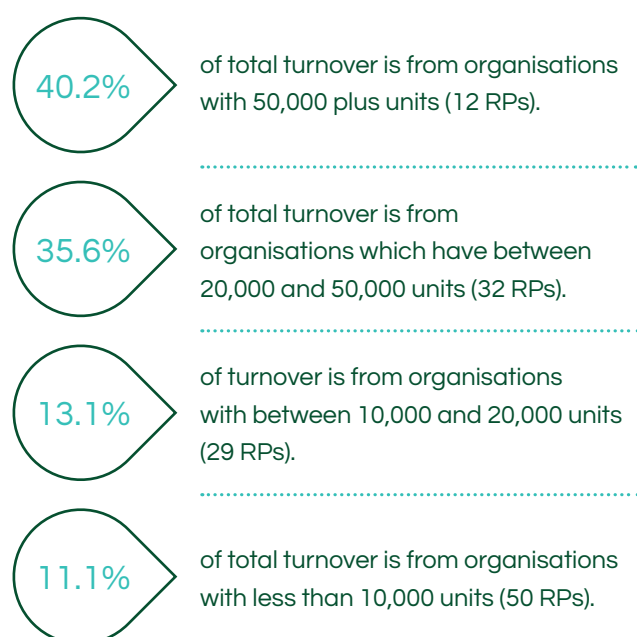 40.2%
of total turnover is from organisations
with 50,000 plus units (12 RPs).
35.6%
of total turnover is from
organisations which have between
20,000 and 50,000 units (32 RPs).
13.1%
of turnover is from organisations
with between 10,000 and 20,000 units
(29 RPs).
11.1%
of total turnover is from organisations
with less than 10,000 units (50 RPs).